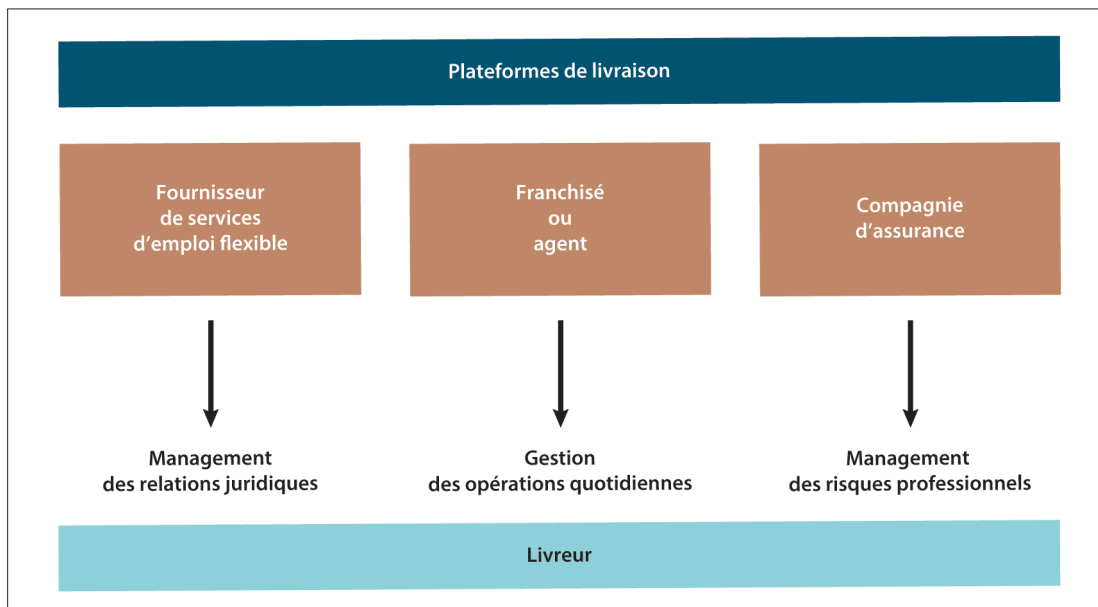 Plateformes de livraison
Fournisseur
de services
d’emploi flexible
Franchisé
ou
agent
Compagnie
d’assurance
Management
des relations juridiques
Gestion
des opérations quotidiennes
Management
des risques professionnels
Livreur